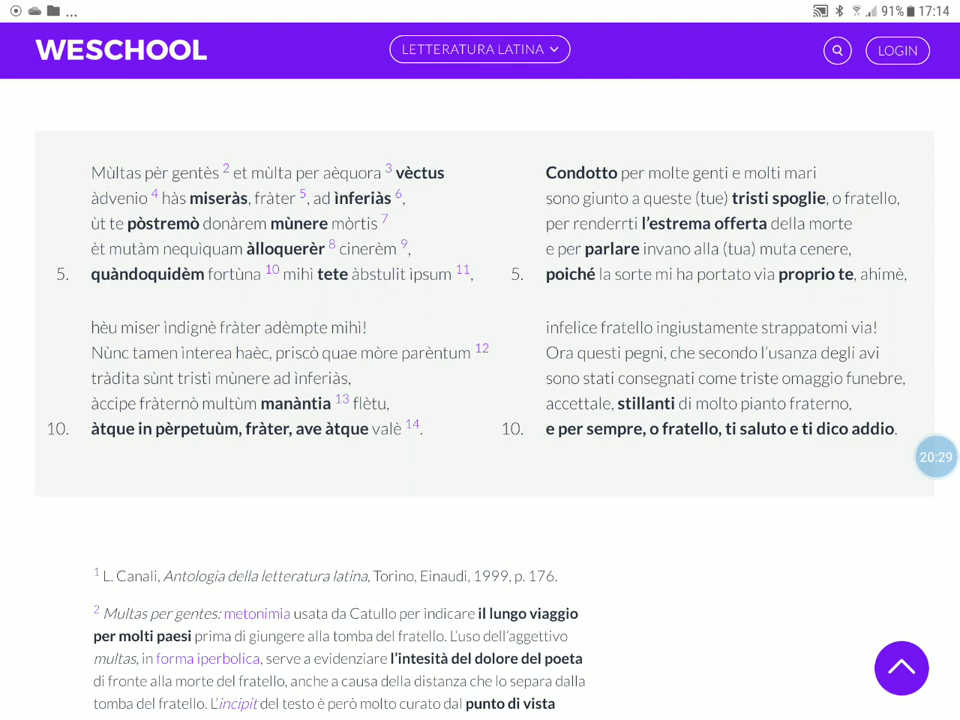 ... 91% 17:14
WESCHOOL LETTERATURA LATINA LOGIN
Mùltas pèr gentès 2 et mùlta per aèquora 3 vèctus
àdvenio 4 hàs miseràs, fràter 5, ad ìnferiàs 6,
ùt te pòstremò donàrem mùnere mòrtis 7
èt mutàm nequìquam àlloquerèr 8 cinerèm 9,
5. quàndoquidèm fortùna 10 mihì tete àbstulit ìpsum 11,
hèu miser ìndignè fràter adèmpte mihì!
Nùnc tamen ìnterea haèc, priscò quae mòre parèntum 12
tràdita sùnt tristì mùnere ad ìnferiàs,
àccipe fràternò multùm manàntia 13 flètu,
10. àtque in pèrpetuùm, fràter, ave àtque valè 14.
Condotto per molte genti e molti mari
sono giunto a queste (tue) tristi spoglie, o fratello,
per renderrti l'estrema offerta della morte
e per parlare invano alla (tua) muta cenere,
5. poiché la sorte mi ha portato via proprio te, ahimè,
infelice fratello ingiustamente strappatomi via!
Ora questi pegni, che secondo l'usanza degli avi
sono stati consegnati come triste omaggio funebre,
accettale, stillanti di molto pianto fraterno,
10. e per sempre, o fratello, ti saluto e ti dico addio.
20:29
1 L. Canali, Antologia della letteratura latina, Torino, Einaudi, 1999, p. 176.
2 Multas per gentes: metonimia usata da Catullo per indicare il lungo viaggio
per molti paesi prima di giungere alla tomba del fratello. L'uso dell'aggettivo
multas, in forma iperbolica, serve a evidenziare l'intesità del dolore del poeta
di fronte alla morte del fratello, anche a causa della distanza che lo separa dalla
tomba del fratello. L'incipit del testo è però molto curato dal punto di vista